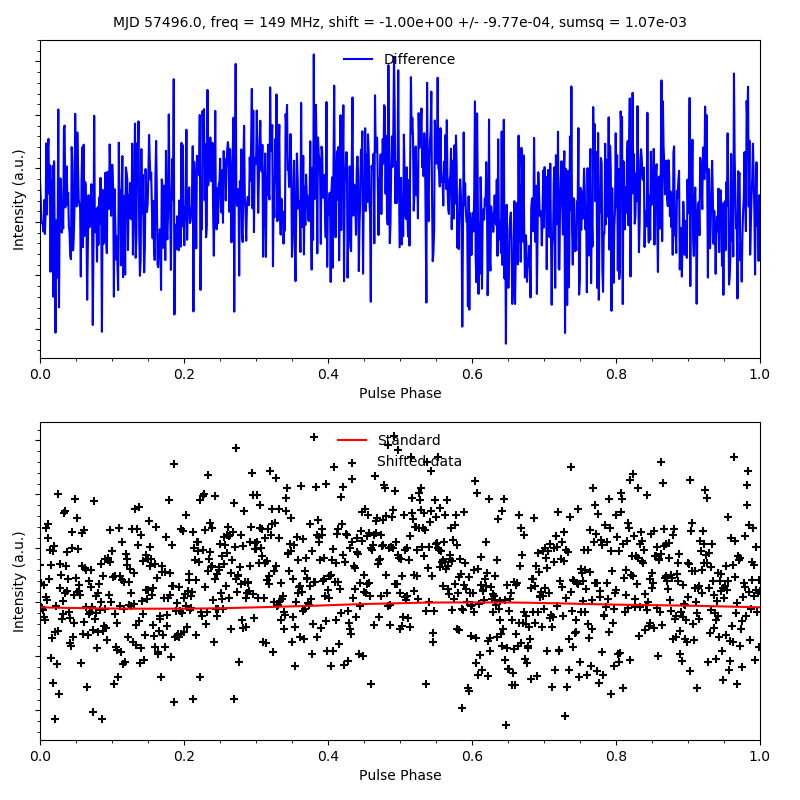 MJD 57496.0, freq = 149 MHz, shift = -1.00e+00 +/- -9.77e-04, sumsq = 1.07e-03
Difference
Intensity (a.u.)
0.0 0.2 0.4 0.6 0.8 1.0
Pulse Phase
Standard
Shifted data
Intensity (a.u.)
0.0 0.2 0.4 0.6 0.8 1.0
Pulse Phase